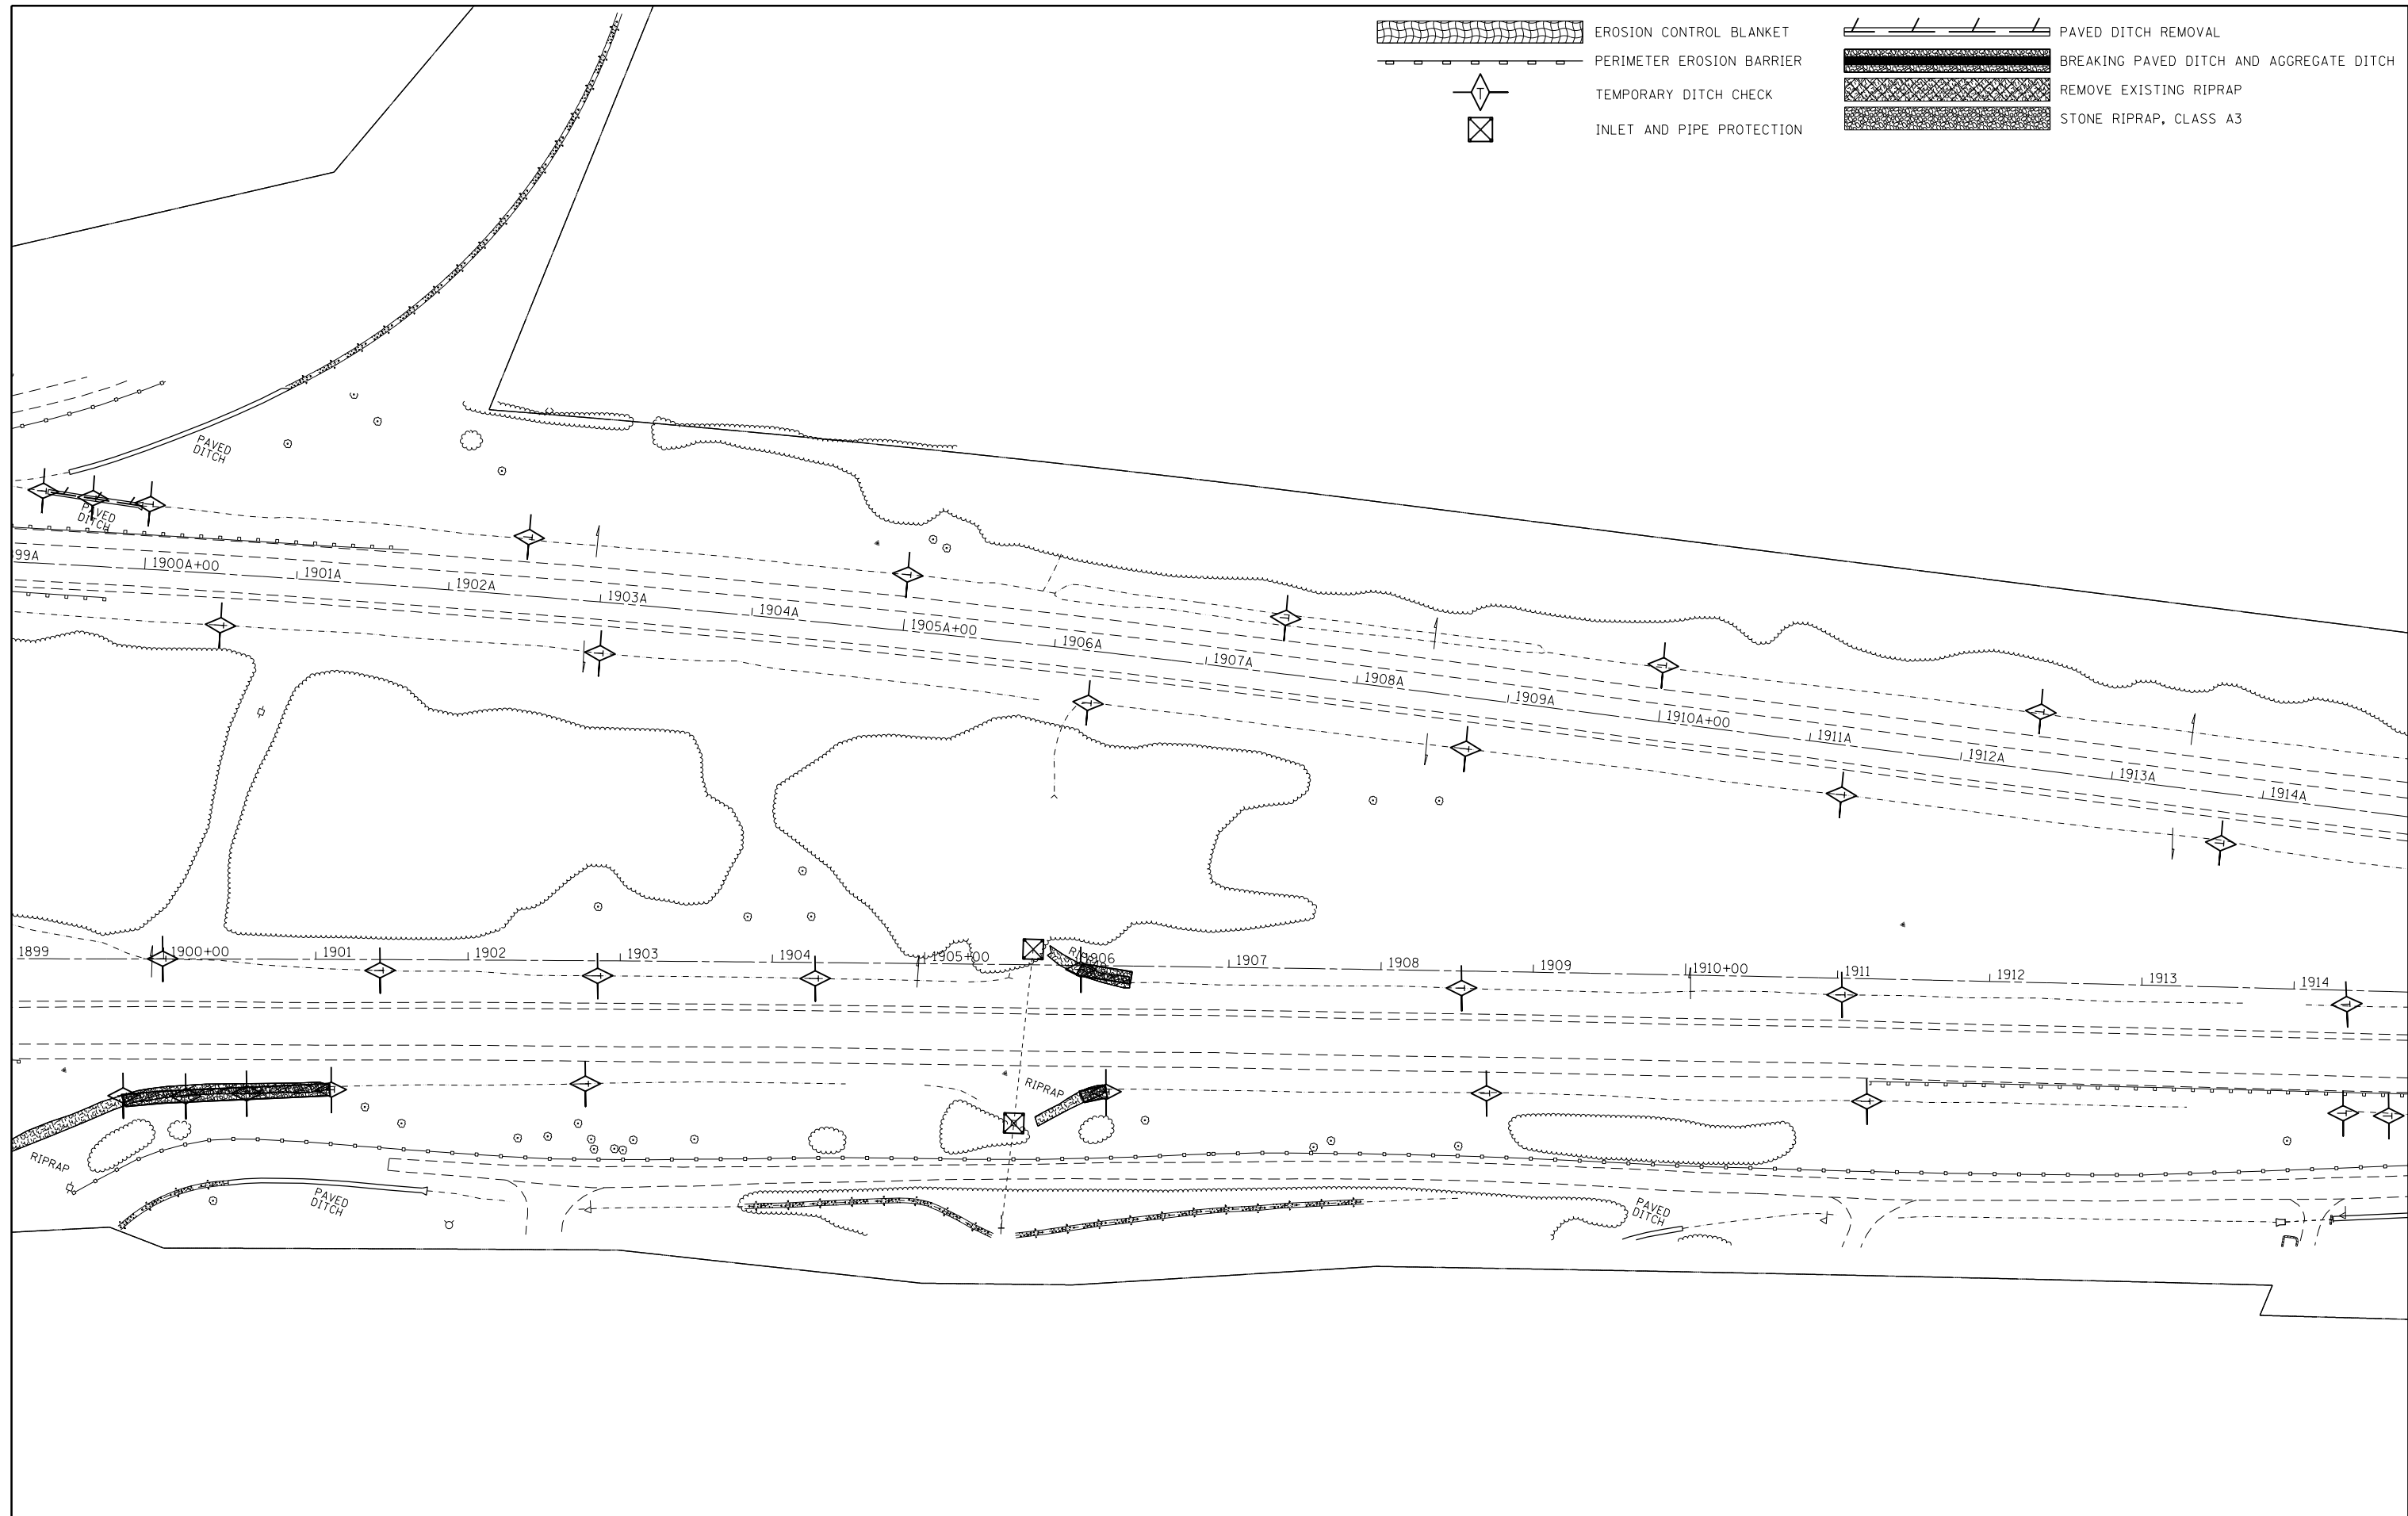 EROSION CONTROL BLANKET
PERIMETER EROSION BARRIER
TEMPORARY DITCH CHECK
INLET AND PIPE PROTECTION
PAVED DITCH REMOVAL
BREAKING PAVED DITCH AND AGGREGATE DITCH
REMOVE EXISTING RIPRAP
STONE RIPRAP, CLASS A3
T
PAVED
DITCH
PAVED
DITCH
99A
1900A+00
1901A
1902A
1903A
1904A
1905A+00
1906A
1907A
1908A
1909A
1910A+00
1911A
1912A
1913A
1914A
1899
1900+00
1901
1902
1903
1904
1905+00
1906
1907
1908
1909
1910+00
1911
1912
1913
1914
RIPRAP
RIPRAP
PAVED
DITCH
PAVED
DITCH